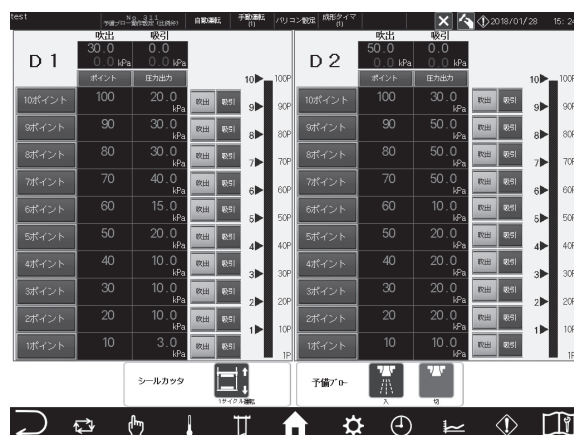 test
No. 311
予備ブロー動作設定(圧両弁)
自動運転
手動運転
(1)
パリコン設定
成形タイマ
(1)
2018/01/28 15:24
D 1
吹出 吸引
30.0 0.0
0.0 kPa 0.0 kPa
ポイント 圧力出力
10ポイント 100 20.0 kPa 吹出 吸引
9ポイント 90 30.0 kPa 吹出 吸引
8ポイント 80 30.0 kPa 吹出 吸引
7ポイント 70 40.0 kPa 吹出 吸引
6ポイント 60 15.0 kPa 吹出 吸引
5ポイント 50 20.0 kPa 吹出 吸引
4ポイント 40 10.0 kPa 吹出 吸引
3ポイント 30 10.0 kPa 吹出 吸引
2ポイント 20 10.0 kPa 吹出 吸引
1ポイント 10 3.0 kPa 吹出 吸引
10▶ 100P
9▶ 90P
8▶ 80P
7▶ 70P
6▶ 60P
5▶ 50P
4▶ 40P
3▶ 30P
2▶ 20P
1▶ 10P
1P
D 2
吹出 吸引
50.0 0.0
0.0 kPa 0.0 kPa
ポイント 圧力出力
10ポイント 100 30.0 kPa 吹出 吸引
9ポイント 90 50.0 kPa 吹出 吸引
8ポイント 80 50.0 kPa 吹出 吸引
7ポイント 70 50.0 kPa 吹出 吸引
6ポイント 60 10.0 kPa 吹出 吸引
5ポイント 50 20.0 kPa 吹出 吸引
4ポイント 40 10.0 kPa 吹出 吸引
3ポイント 30 10.0 kPa 吹出 吸引
2ポイント 20 20.0 kPa 吹出 吸引
1ポイント 10 10.0 kPa 吹出 吸引
10▶ 100
9▶ 90P
8▶ 80P
7▶ 70P
6▶ 60P
5▶ 50P
4▶ 40P
3▶ 30P
2▶ 20P
1▶ 10P
1P
シールカッタ
1サイクル運転
予備ブロー
入 切